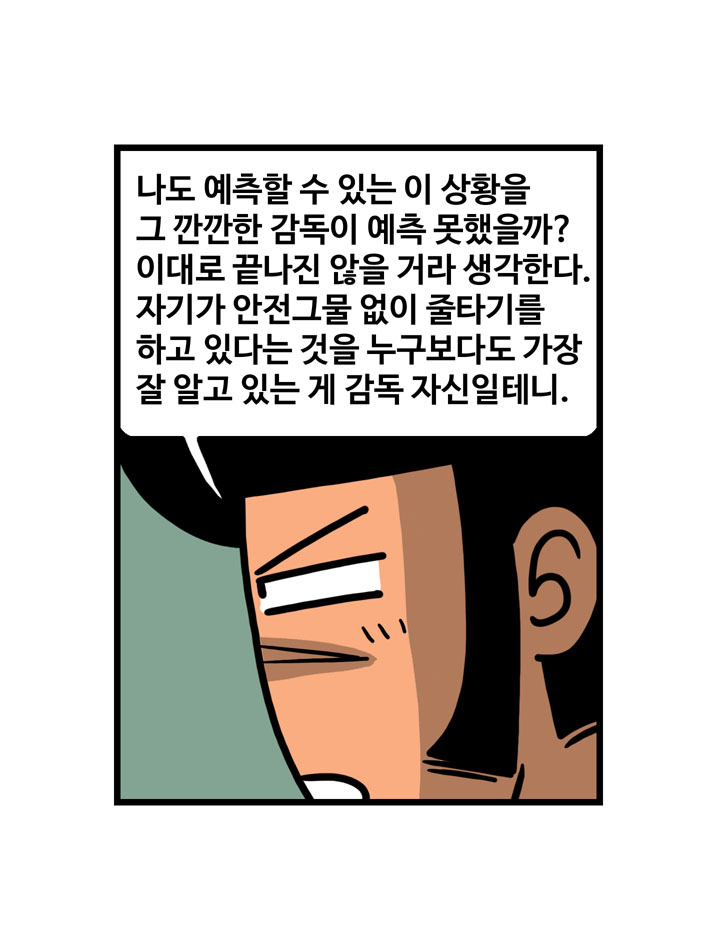 나도 예측할 수 있는 이 상황을
그 깐깐한 감독이 예측 못했을까?
이대로 끝나진 않을 거라 생각한다.
자기가 안전그물 없이 줄타기를
하고 있다는 것을 누구보다도 가장
잘 알고 있는 게 감독 자신일테니.